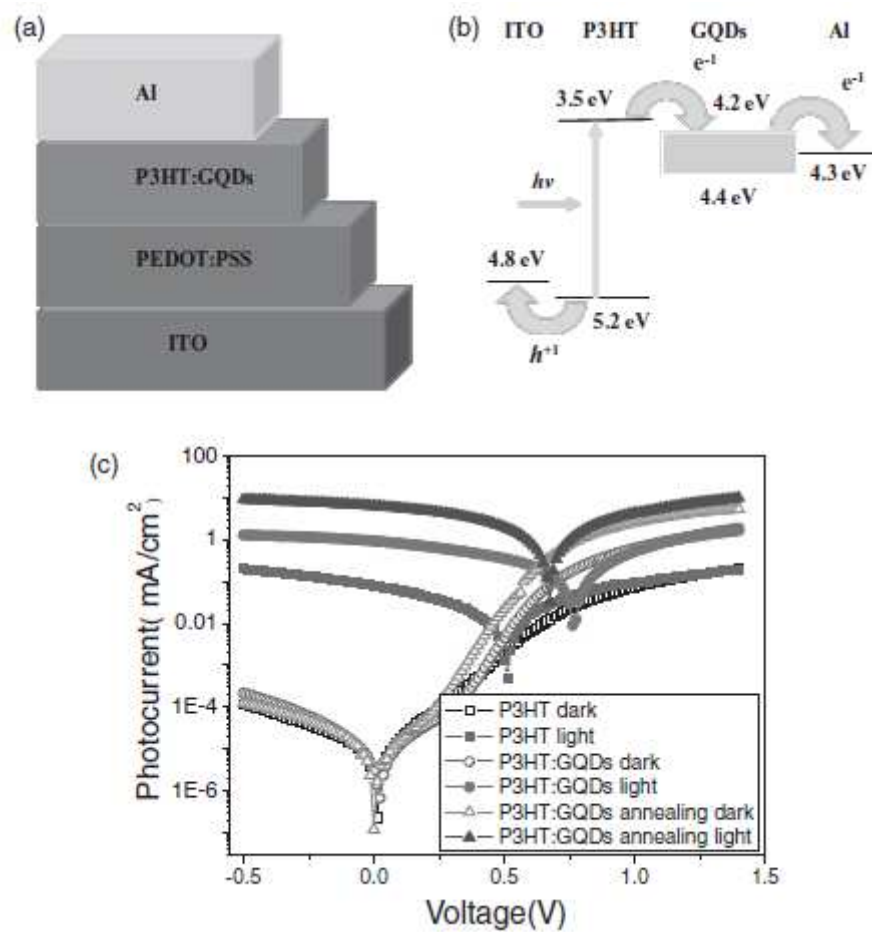 (a)
Al
P3HT:GQDs
PEDOT:PSS
ITO
(b)
ITO P3HT GQDs Al
e⁻¹
e⁻¹
3.5 eV
4.2 eV
hν
4.3 eV
4.4 eV
4.8 eV
5.2 eV
h⁺¹
(c)
Photocurrent( mA/cm²)
100
1
0.01
1E-4
1E-6
P3HT dark
P3HT light
P3HT:GQDs dark
P3HT:GQDs light
P3HT:GQDs annealing dark
P3HT:GQDs annealing light
-0.5 0.0 0.5 1.0 1.5
Voltage(V)